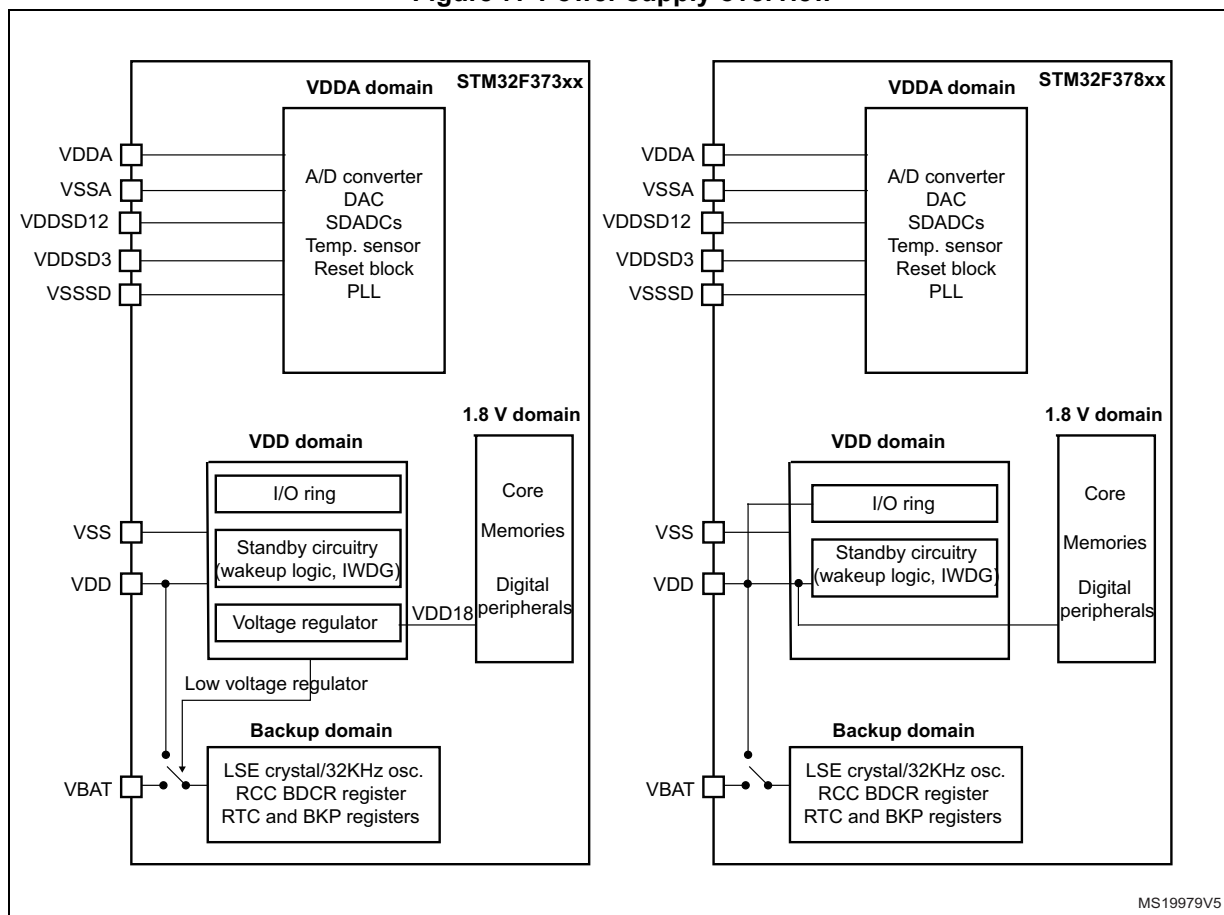 Figure 7. Power supply overview
STM32F373xx
VDDA domain
VDDA
VSSA
VDDSD12
VDDSD3
VSSSD
A/D converter
DAC
SDADCs
Temp. sensor
Reset block
PLL
1.8 V domain
VDD domain
I/O ring
Standby circuitry
(wakeup logic, IWDG)
Voltage regulator
VSS
VDD
VDD18
Core
Memories
Digital
peripherals
Low voltage regulator
Backup domain
LSE crystal/32KHz osc.
RCC BDCR register
RTC and BKP registers
VBAT
STM32F378xx
VDDA domain
VDDA
VSSA
VDDSD12
VDDSD3
VSSSD
A/D converter
DAC
SDADCs
Temp. sensor
Reset block
PLL
1.8 V domain
VDD domain
I/O ring
Standby circuitry
(wakeup logic, IWDG)
VSS
VDD
Core
Memories
Digital
peripherals
Backup domain
LSE crystal/32KHz osc.
RCC BDCR register
RTC and BKP registers
VBAT
MS19979V5